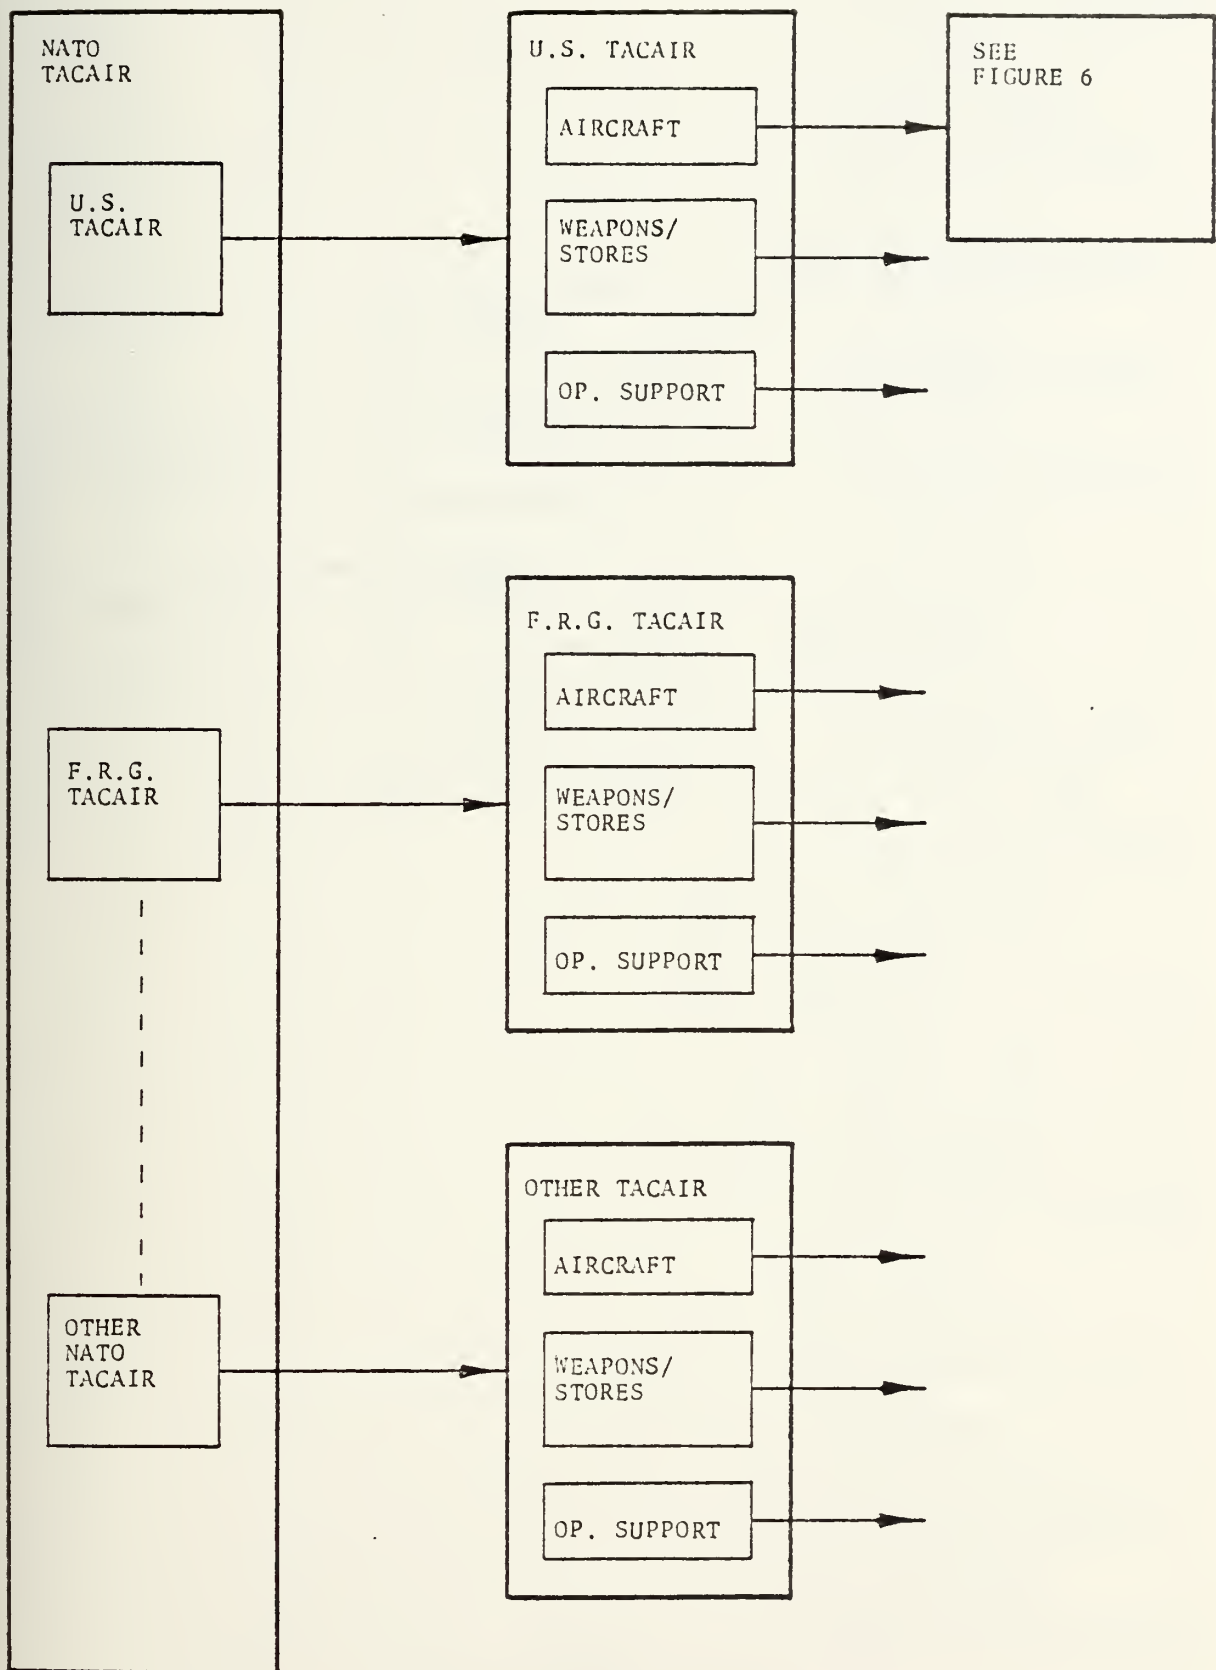 NATO
TACAIR
U.S.
TACAIR
F.R.G.
TACAIR
OTHER
NATO
TACAIR
U.S. TACAIR
AIRCRAFT
WEAPONS/
STORES
OP. SUPPORT
SEE
FIGURE 6
F.R.G. TACAIR
AIRCRAFT
WEAPONS/
STORES
OP. SUPPORT
OTHER TACAIR
AIRCRAFT
WEAPONS/
STORES
OP. SUPPORT